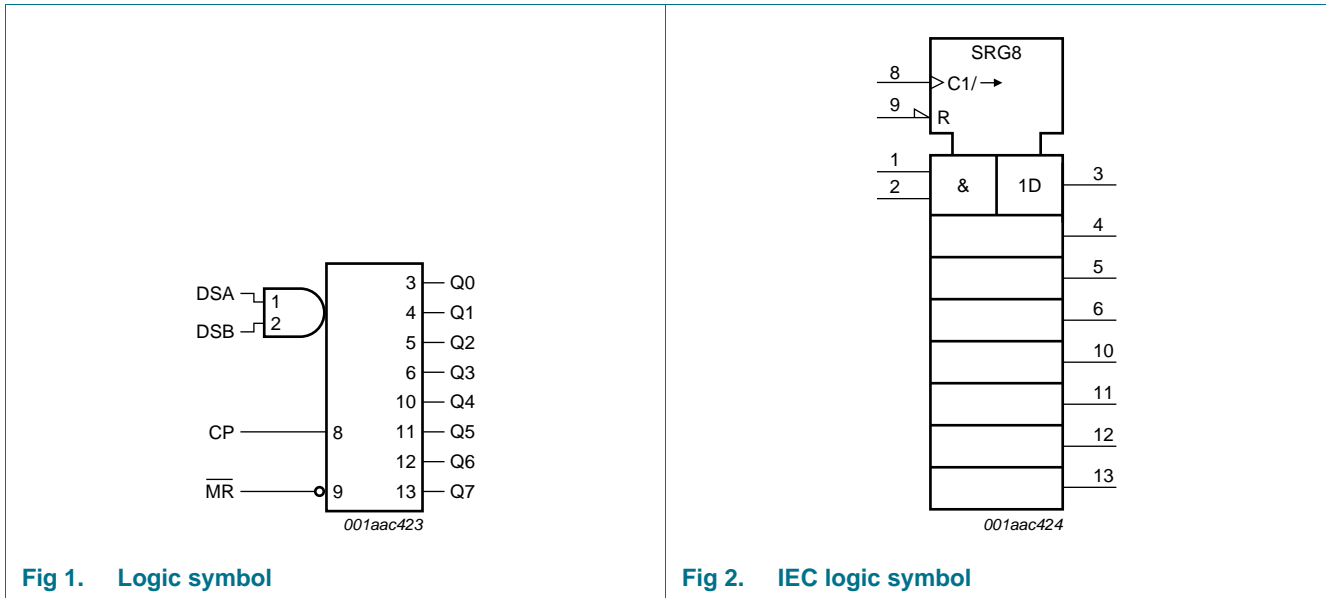 DSA
1
DSB
2
CP
8
MR
9
3
Q0
4
Q1
5
Q2
6
Q3
10
Q4
11
Q5
12
Q6
13
Q7
001aac423
Fig 1. Logic symbol
SRG8
8
C1/→
9
R
1
2
&
1D
3
4
5
6
10
11
12
13
001aac424
Fig 2. IEC logic symbol